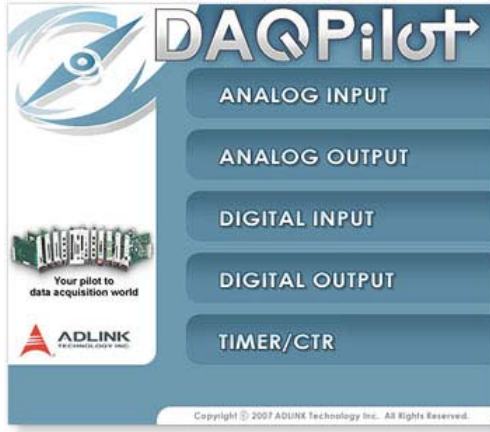 DAQPilot
ANALOG INPUT
ANALOG OUTPUT
DIGITAL INPUT
DIGITAL OUTPUT
TIMER/CTR
Your pilot to
data acquisition world
ADLINK
TECHNOLOGY INC.
Copyright © 2007 ADLINK Technology Inc. All Rights Reserved.